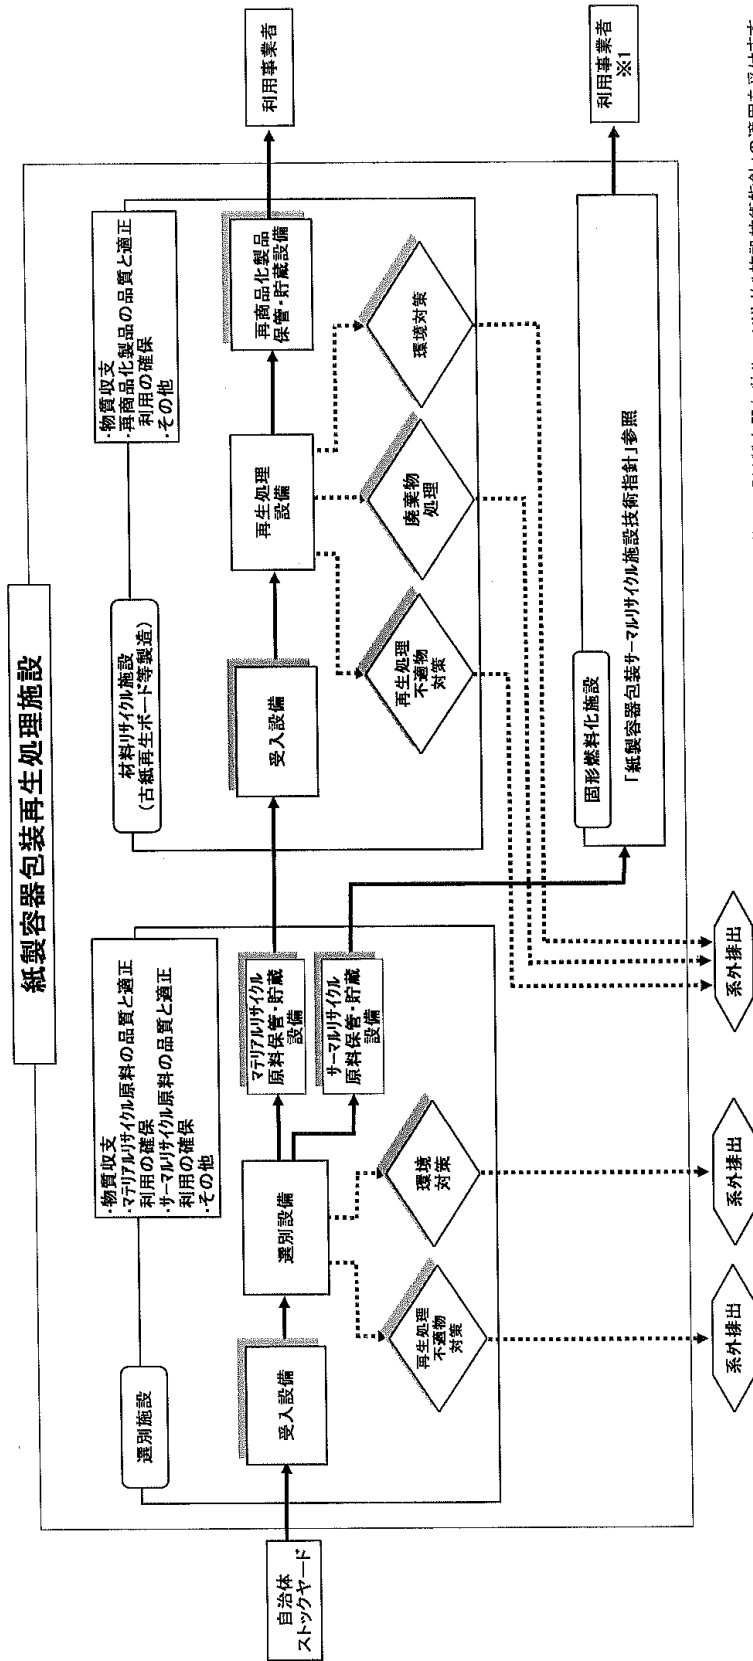 紙製容器包装再生処理施設
自治体
ストックヤード
選別施設
・物質収支
・マテリアルリサイクル原料の品質と適正
利用の確保
・サーマルリサイクル原料の品質と適正
利用の確保
・その他
受入設備
選別設備
マテリアルリサイクル
原料保管・貯蔵
設備
サーマルリサイクル
原料保管・貯蔵
設備
再生処理
不適物
対策
環境
対策
系外排出
系外排出
材料リサイクル施設
(古紙再生ボード等製造)
・物質収支
・再商品化製品の品質と適正
利用の確保
・その他
受入設備
再生処理
設備
再商品化製品
保管・貯蔵設備
再生処理
不適物
対策
廃棄物
処理
環境対策
系外排出
利用事業者
固形燃料化施設
「紙製容器包装サーマルリサイクル施設技術指針」参照
利用事業者
※1